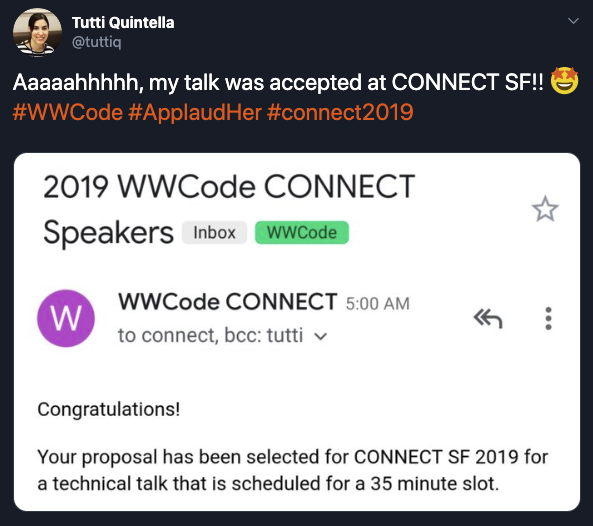 Tutti Quintella
@tuttiq
Aaaaahhhhh, my talk was accepted at CONNECT SF!! 🤩
#WWCode #ApplaudHer #connect2019
2019 WWCode CONNECT
Speakers Inbox WWCode
W
WWCode CONNECT 5:00 AM
to connect, bcc: tutti
Congratulations!
Your proposal has been selected for CONNECT SF 2019 for
a technical talk that is scheduled for a 35 minute slot.